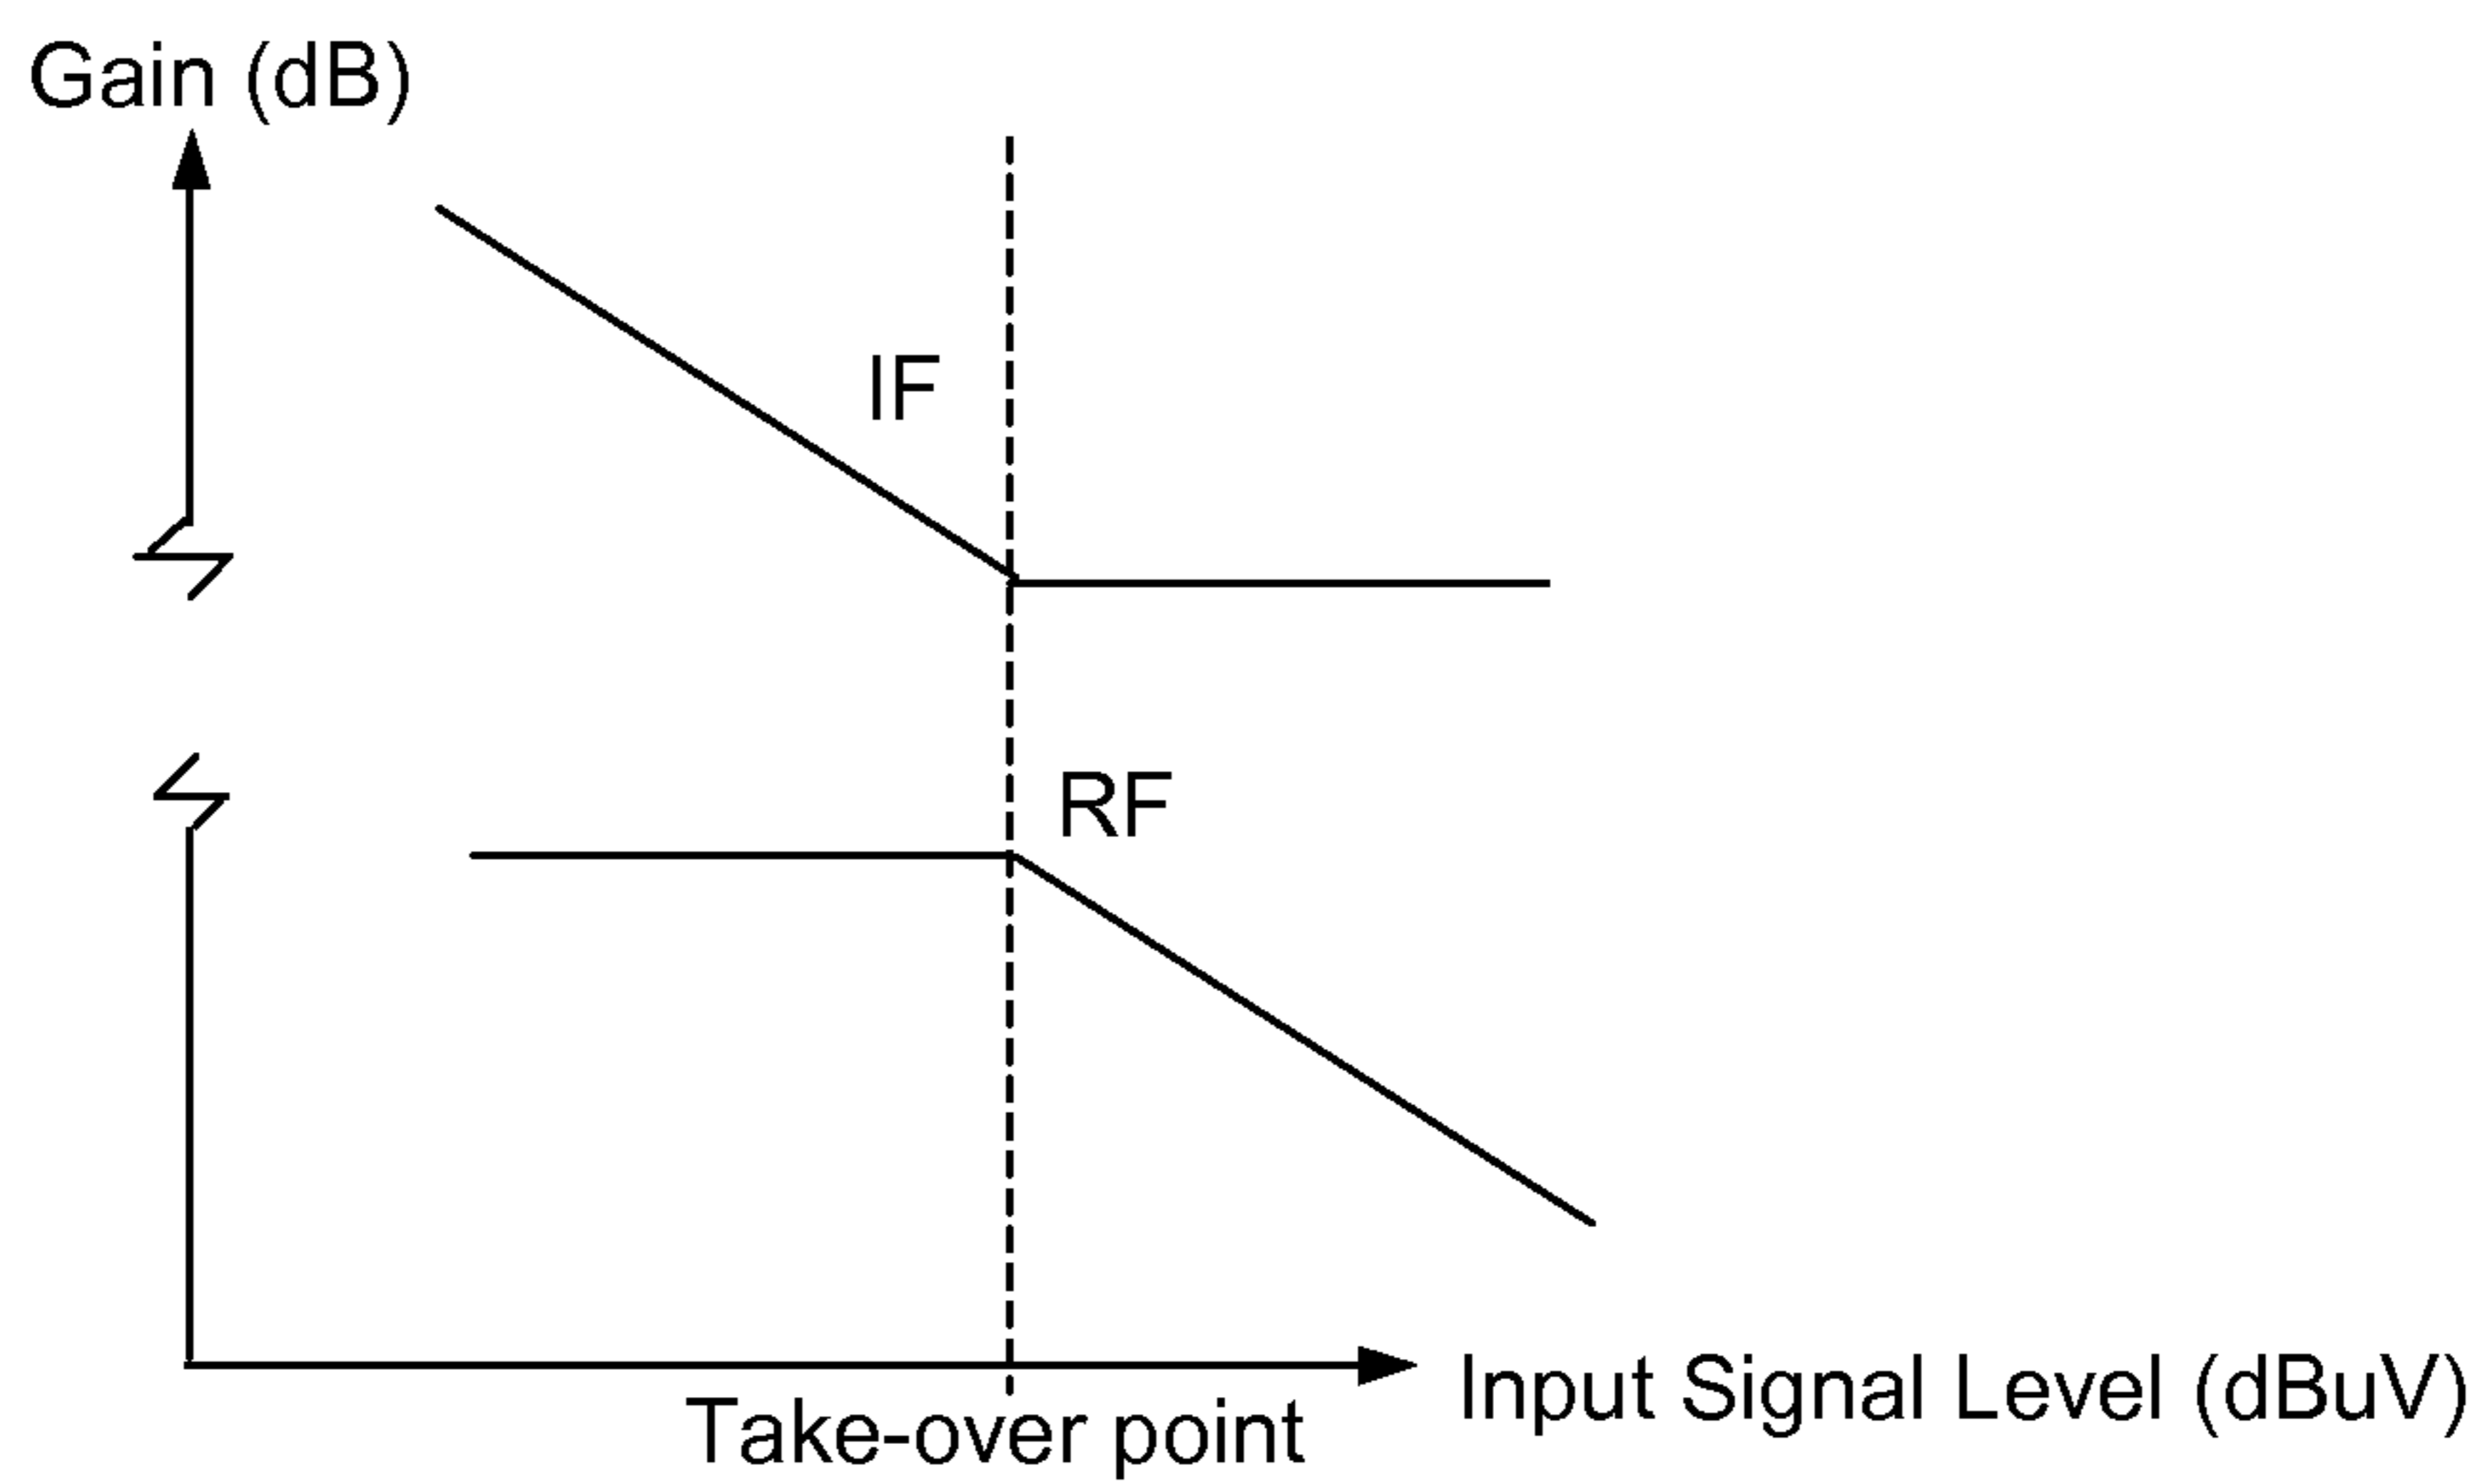 Gain (dB)
IF
RF
Input Signal Level (dBuV)
Take-over point